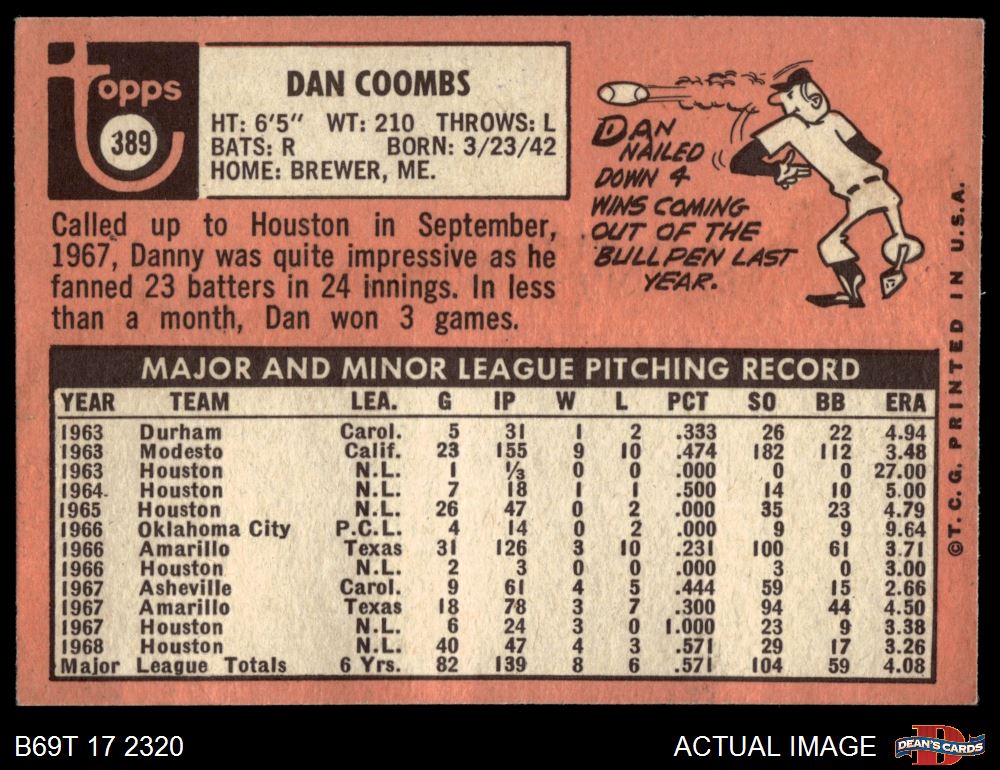 topps
389
DAN COOMBS
HT: 6'5" WT: 210 THROWS: L
BATS: R BORN: 3/23/42
HOME: BREWER, ME.
Called up to Houston in September,
1967, Danny was quite impressive as he
fanned 23 batters in 24 innings. In less
than a month, Dan won 3 games.
DAN
NAILED
DOWN 4
WINS COMING
OUT OF THE
BULLPEN LAST
YEAR.
MAJOR AND MINOR LEAGUE PITCHING RECORD
YEAR TEAM LEA. G IP W L PCT SO BB ERA
1963 Durham Carol. 5 31 1 2 .333 26 22 4.94
1963 Modesto Calif. 23 155 9 10 .474 182 112 3.48
1963 Houston N.L. 1 1/3 0 0 .000 0 0 27.00
1964 Houston N.L. 7 18 1 1 .500 14 10 5.00
1965 Houston N.L. 26 47 0 2 .000 35 23 4.79
1966 Oklahoma City P.C.L. 4 14 0 2 .000 9 9 9.64
1966 Amarillo Texas 31 126 3 10 .231 100 61 3.71
1966 Houston N.L. 2 3 0 0 .000 3 0 3.00
1967 Asheville Carol. 9 61 4 5 .444 59 15 2.66
1967 Amarillo Texas 18 78 3 7 .300 94 44 4.50
1967 Houston N.L. 6 24 3 0 1.000 23 9 3.38
1968 Houston N.L. 40 47 4 3 .571 29 17 3.26
Major League Totals 6 Yrs. 82 139 8 6 .571 104 59 4.08
©T.C.G. PRINTED IN U.S.A.
B69T 17 2320
ACTUAL IMAGE
DEAN'S CARDS